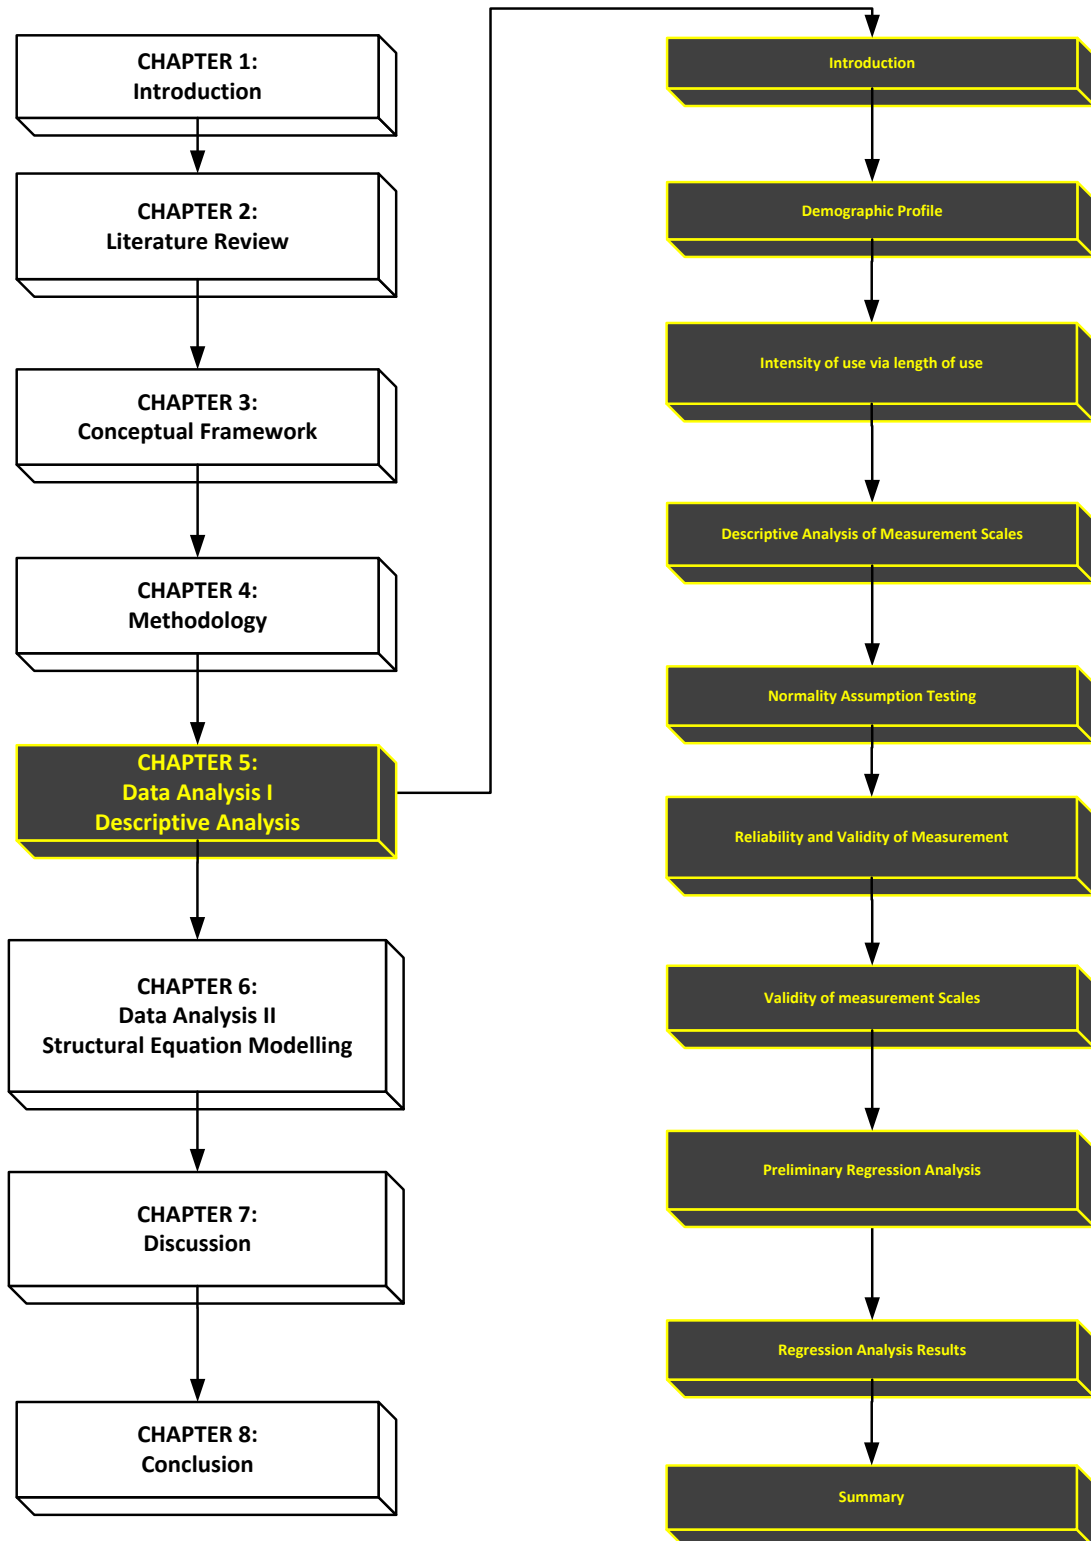 CHAPTER 1:
Introduction
CHAPTER 2:
Literature Review
CHAPTER 3:
Conceptual Framework
CHAPTER 4:
Methodology
CHAPTER 5:
Data Analysis I
Descriptive Analysis
CHAPTER 6:
Data Analysis II
Structural Equation Modelling
CHAPTER 7:
Discussion
CHAPTER 8:
Conclusion
Introduction
Demographic Profile
Intensity of use via length of use
Descriptive Analysis of Measurement Scales
Normality Assumption Testing
Reliability and Validity of Measurement
Validity of measurement Scales
Preliminary Regression Analysis
Regression Analysis Results
Summary